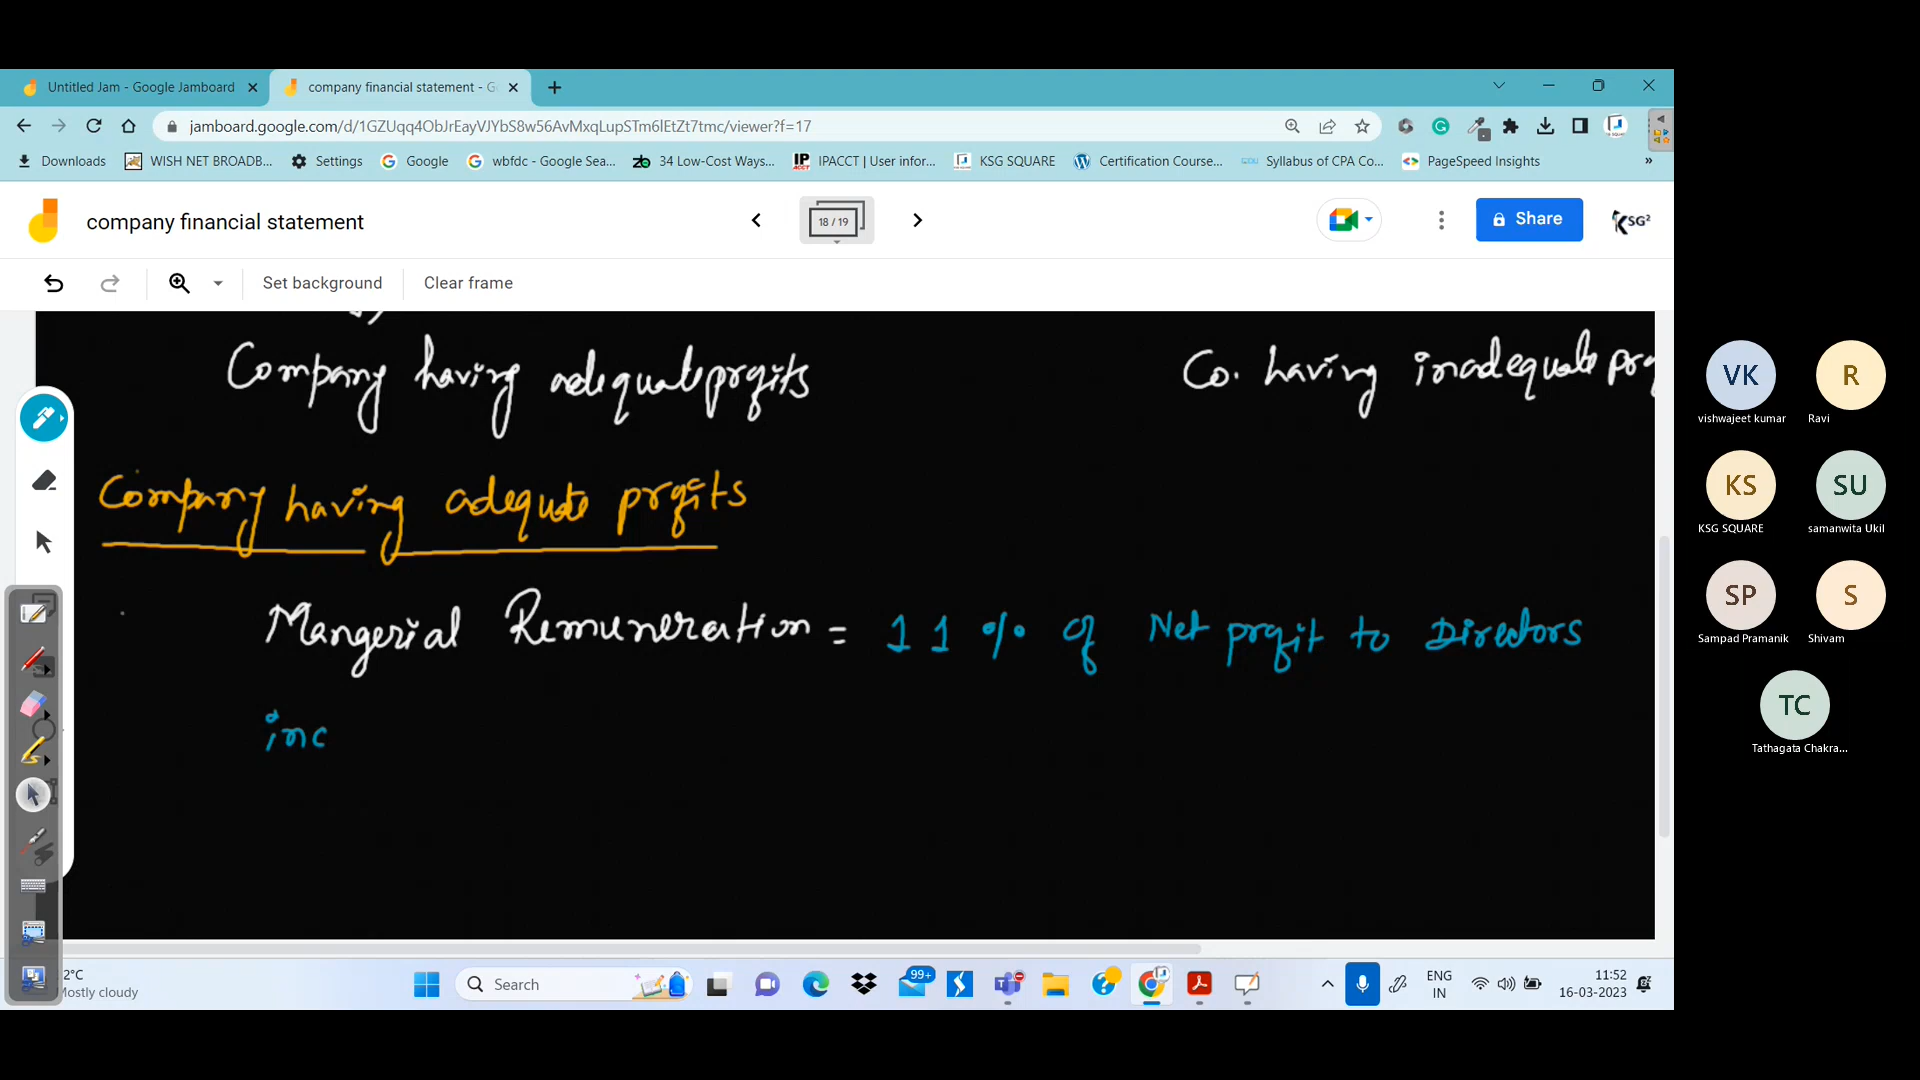 Untitled Jam - Google Jamboard
company financial statement - G
jamboard.google.com/d/1GZUqq4ObJrEayVJYbS8w56AvMxqLupSTm6lEtZt7tmc/viewer?f=17
Downloads WISH NET BROADB... Settings Google wbfdc - Google Sea... 34 Low-Cost Ways... IPACCT | User infor... KSG SQUARE Certification Course... Syllabus of CPA Co... PageSpeed Insights »
company financial statement
18 / 19
Share
KSG²
Set background Clear frame
Company having adequate profits
Co. having inadequate pro
Company having adequate profits
Mangerial Remuneration = 11 % of Net profit to Directors
inc
VK
vishwajeet kumar
R
Ravi
KS
KSG SQUARE
SU
samanwita Ukil
SP
Sampad Pramanik
S
Shivam
TC
Tathagata Chakra...
2°C
Mostly cloudy
Search
99+
ENG
IN
11:52
16-03-2023